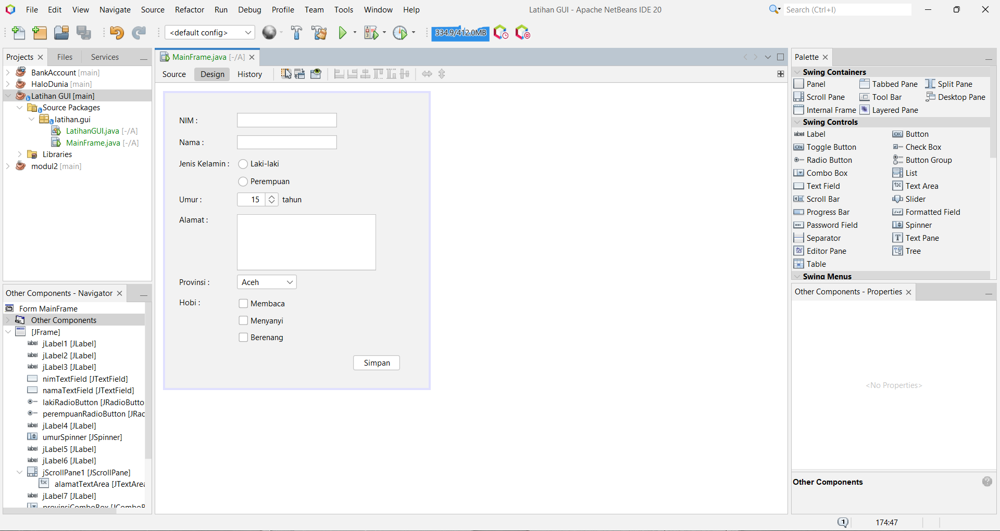 File Edit View Navigate Source Refactor Run Debug Profile Team Tools Window Help
Latihan GUI - Apache NetBeans IDE 20
Search (Ctrl+I)
<default config>
334.9/412.0MB
Projects Files Services
BankAccount [main]
HaloDunia [main]
Latihan GUI [main]
Source Packages
latihan.gui
LatihanGUI.java [-/A]
MainFrame.java [-/A]
Libraries
modul2 [main]
Other Components - Navigator
Form MainFrame
Other Components
[JFrame]
jLabel1 [JLabel]
jLabel2 [JLabel]
jLabel3 [JLabel]
nimTextField [JTextField]
namaTextField [JTextField]
lakiRadioButton [JRadioButto
perempuanRadioButton [JRac
jLabel4 [JLabel]
umurSpinner [JSpinner]
jLabel5 [JLabel]
jLabel6 [JLabel]
jScrollPane1 [JScrollPane]
alamatTextArea [JTextArea
jLabel7 [JLabel]
provinsiComboBox [JComboB
MainFrame.java [-/A]
Source Design History
NIM :
Nama :
Jenis Kelamin : Laki-laki
Perempuan
Umur : 15 tahun
Alamat :
Provinsi : Aceh
Hobi : Membaca
Menyanyi
Berenang
Simpan
Palette
Swing Containers
Panel Tabbed Pane Split Pane
Scroll Pane Tool Bar Desktop Pane
Internal Frame Layered Pane
Swing Controls
label Label OK Button
ON Toggle Button Check Box
Radio Button Button Group
Combo Box List
Text Field Text Area
Scroll Bar Slider
Progress Bar Formatted Field
Password Field Spinner
Separator Text Pane
Editor Pane Tree
Table
Swing Menus
Other Components - Properties
<No Properties>
Other Components
1 174:47